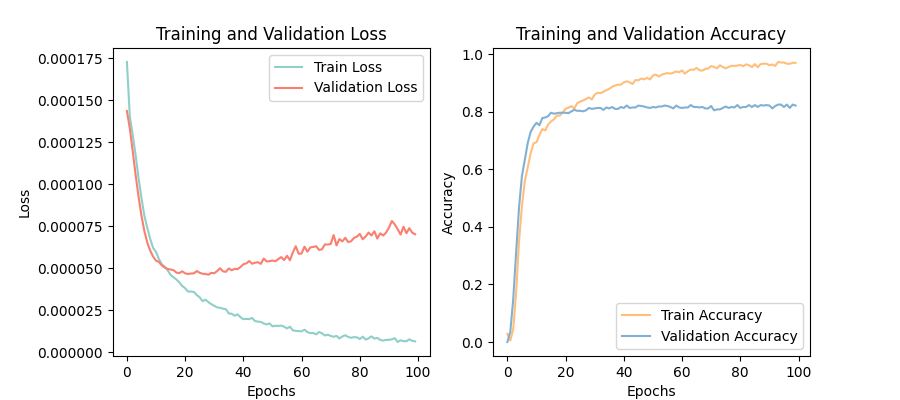 Training and Validation Loss
0.000175
0.000150
0.000125
0.000100
0.000075
0.000050
0.000025
0.000000
Loss
Train Loss
Validation Loss
0 20 40 60 80 100
Epochs
Training and Validation Accuracy
1.0
0.8
0.6
0.4
0.2
0.0
Accuracy
Train Accuracy
Validation Accuracy
0 20 40 60 80 100
Epochs